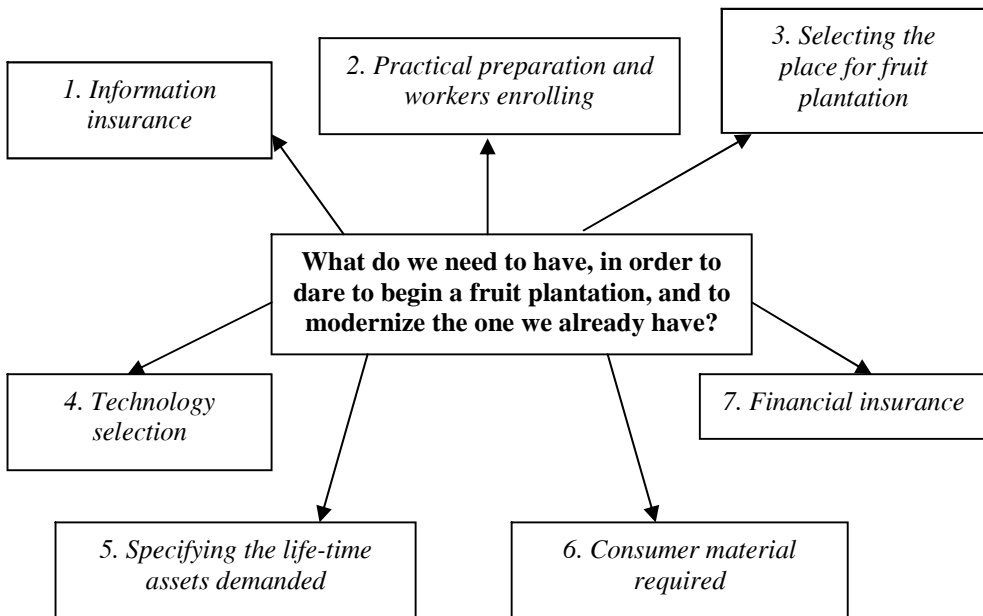 1. Information
insurance
2. Practical preparation and
workers enrolling
3. Selecting the
place for fruit
plantation
What do we need to have, in order to
dare to begin a fruit plantation, and to
modernize the one we already have?
4. Technology
selection
7. Financial insurance
5. Specifying the life-time
assets demanded
6. Consumer material
required